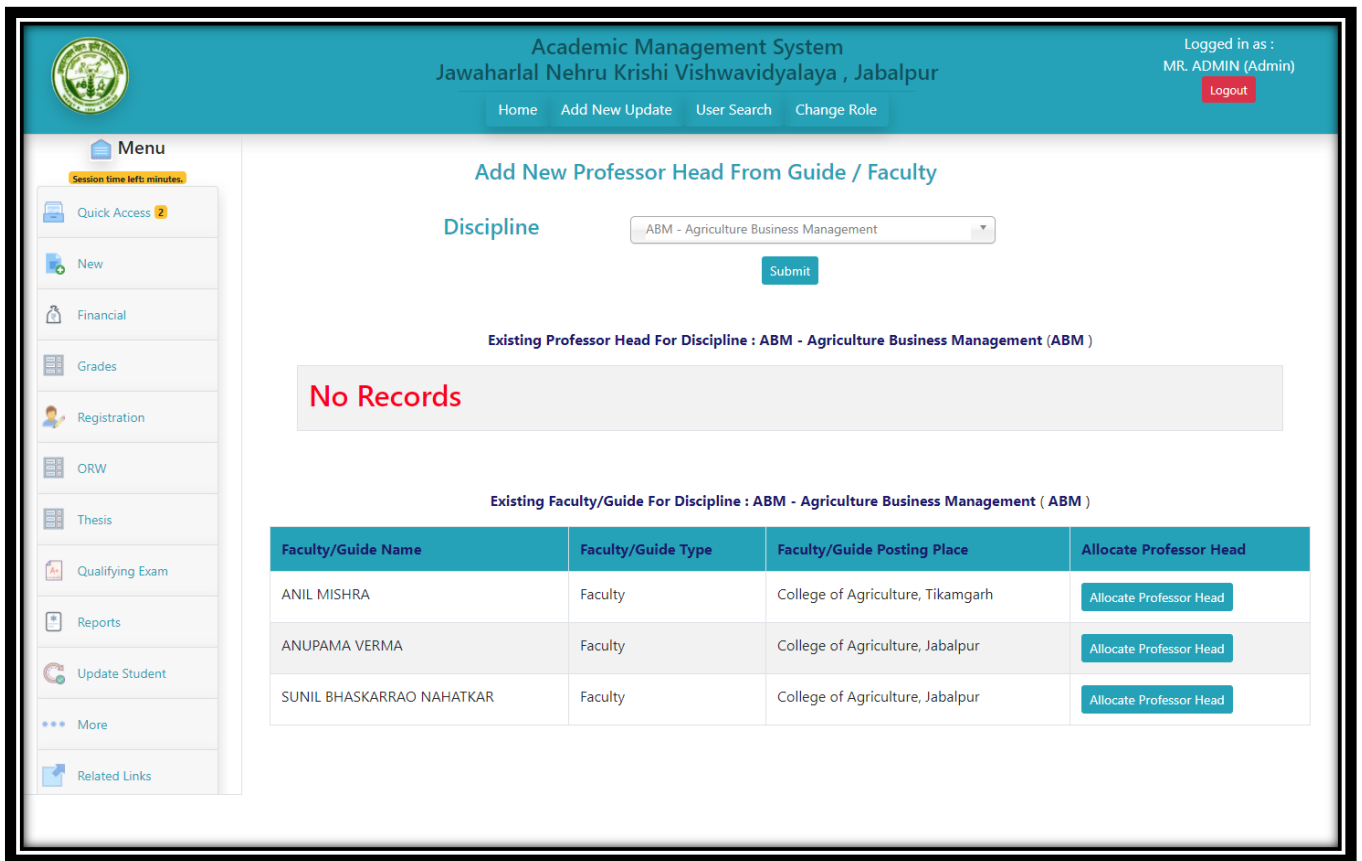 Academic Management System
Jawaharlal Nehru Krishi Vishwavidyalaya , Jabalpur
Home Add New Update User Search Change Role
Logged in as :
MR. ADMIN (Admin)
Logout
Menu
Session time left: minutes.
Quick Access 2
New
Financial
Grades
Registration
ORW
Thesis
Qualifying Exam
Reports
Update Student
More
Related Links
Add New Professor Head From Guide / Faculty
Discipline ABM - Agriculture Business Management
Submit
Existing Professor Head For Discipline : ABM - Agriculture Business Management (ABM )
No Records
Existing Faculty/Guide For Discipline : ABM - Agriculture Business Management ( ABM )
Faculty/Guide Name Faculty/Guide Type Faculty/Guide Posting Place Allocate Professor Head
ANIL MISHRA Faculty College of Agriculture, Tikamgarh Allocate Professor Head
ANUPAMA VERMA Faculty College of Agriculture, Jabalpur Allocate Professor Head
SUNIL BHASKARRAO NAHATKAR Faculty College of Agriculture, Jabalpur Allocate Professor Head